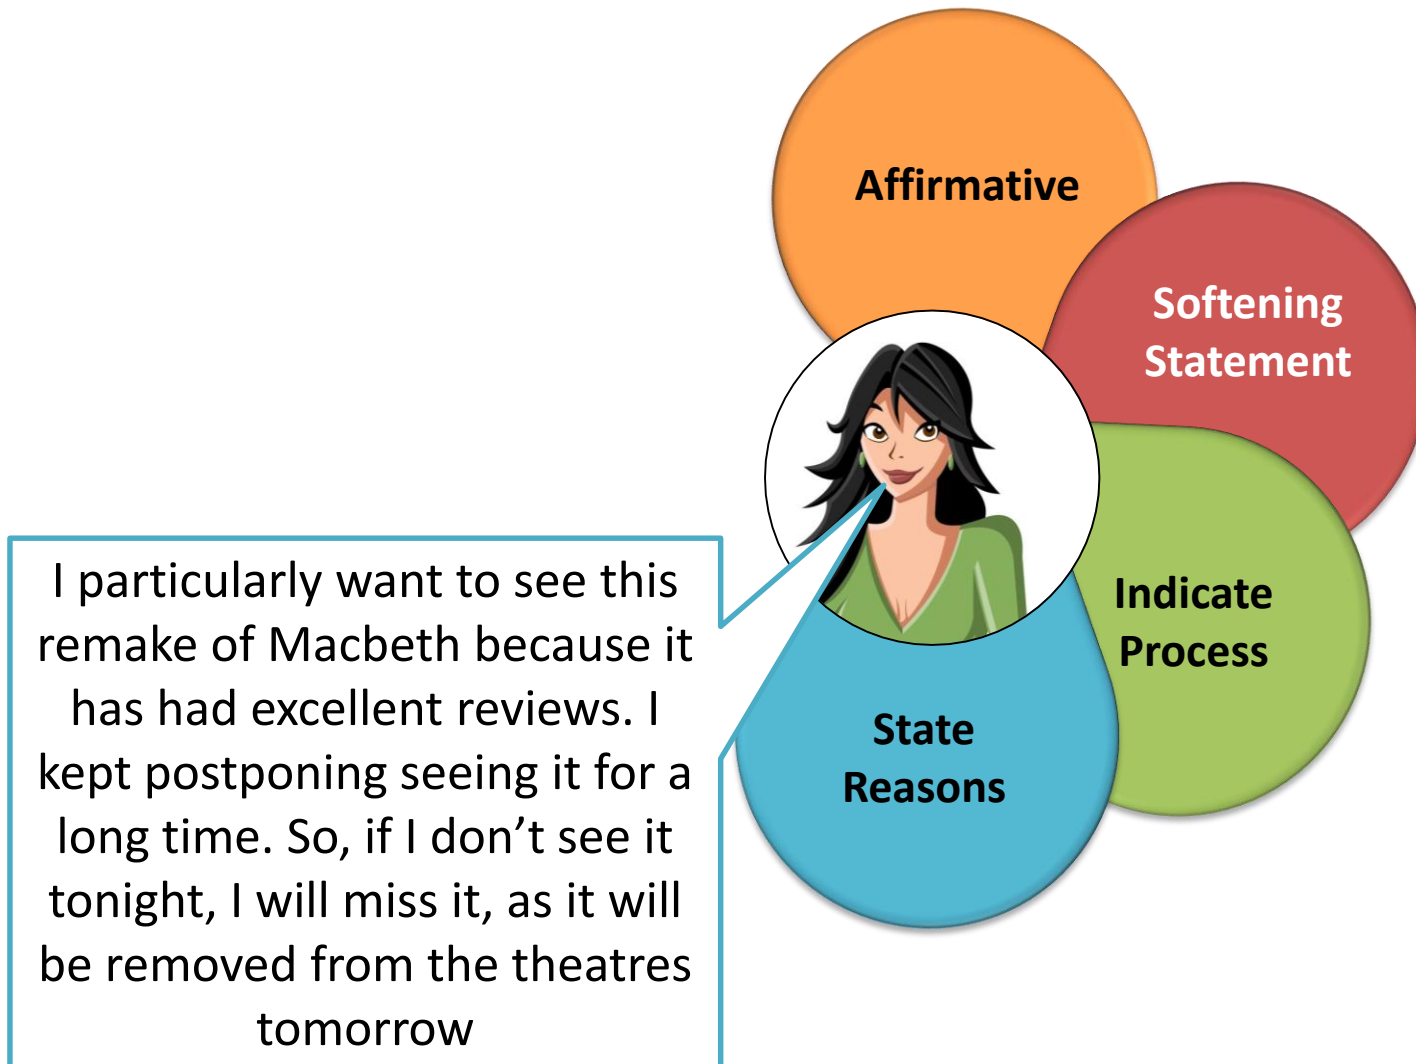 Affirmative
Softening
Statement
Indicate
Process
State
Reasons
I particularly want to see this
remake of Macbeth because it
has had excellent reviews. I
kept postponing seeing it for a
long time. So, if I don’t see it
tonight, I will miss it, as it will
be removed from the theatres
tomorrow